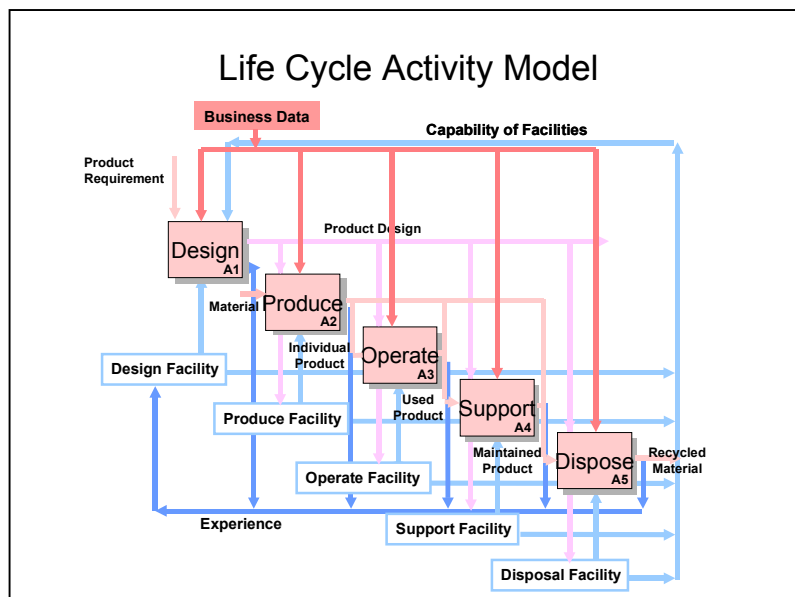 Life Cycle Activity Model
Business Data
Capability of Facilities
Product
Requirement
Product Design
Design
A1
Material
Produce
A2
Individual
Product
Operate
A3
Design Facility
Used
Product
Support
A4
Produce Facility
Maintained
Product
Dispose
A5
Recycled
Material
Operate Facility
Experience
Support Facility
Disposal Facility